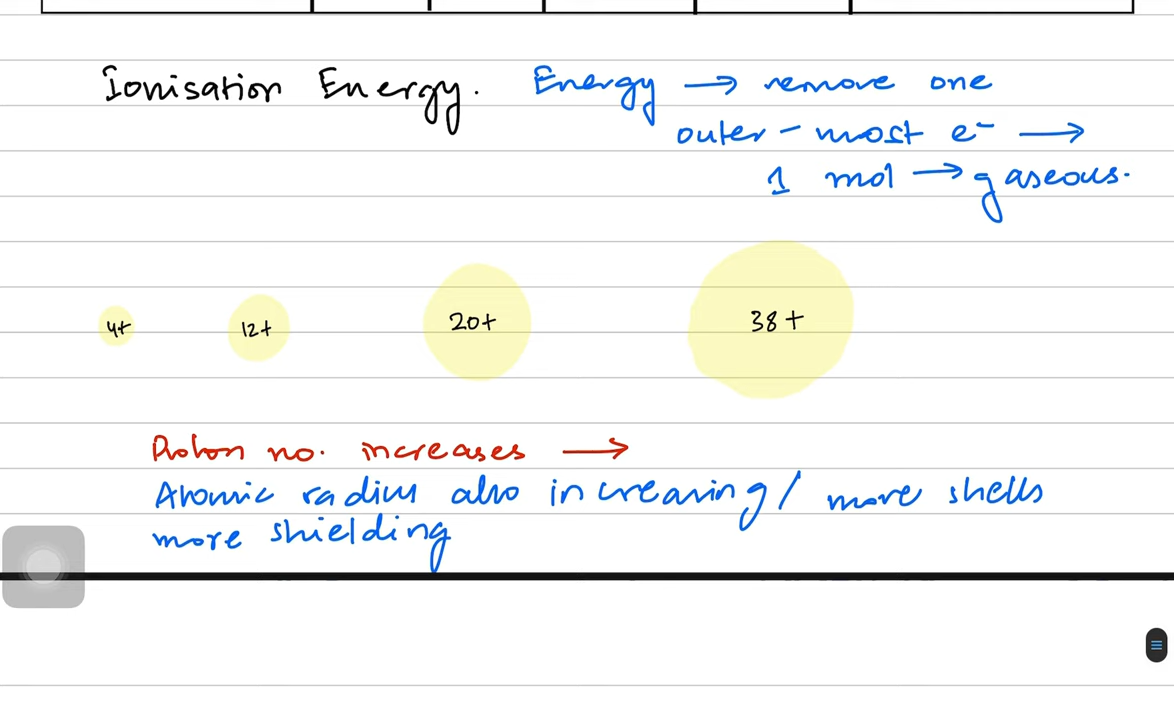 Ionisation Energy. Energy → remove one
outer-most e⁻ →
1 mol → gaseous.
4+ 12+ 20+ 38+
Proton no. increases →
Atomic radius also increasing/ more shells
more shielding